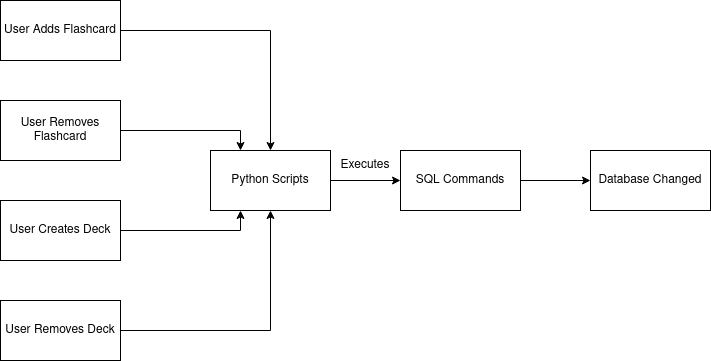 User Adds Flashcard
User Removes
Flashcard
User Creates Deck
User Removes Deck
Python Scripts
Executes
SQL Commands
Database Changed